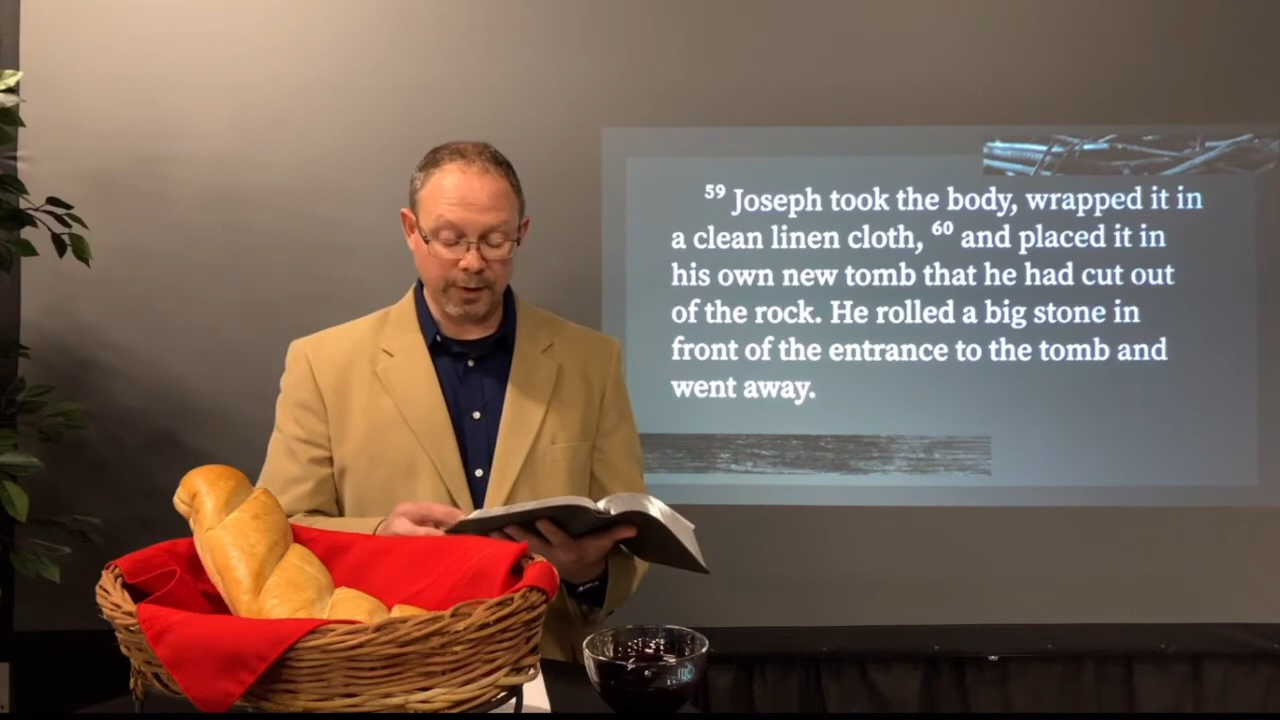 59 Joseph took the body, wrapped it in
a clean linen cloth, 60 and placed it in
his own new tomb that he had cut out
of the rock. He rolled a big stone in
front of the entrance to the tomb and
went away.